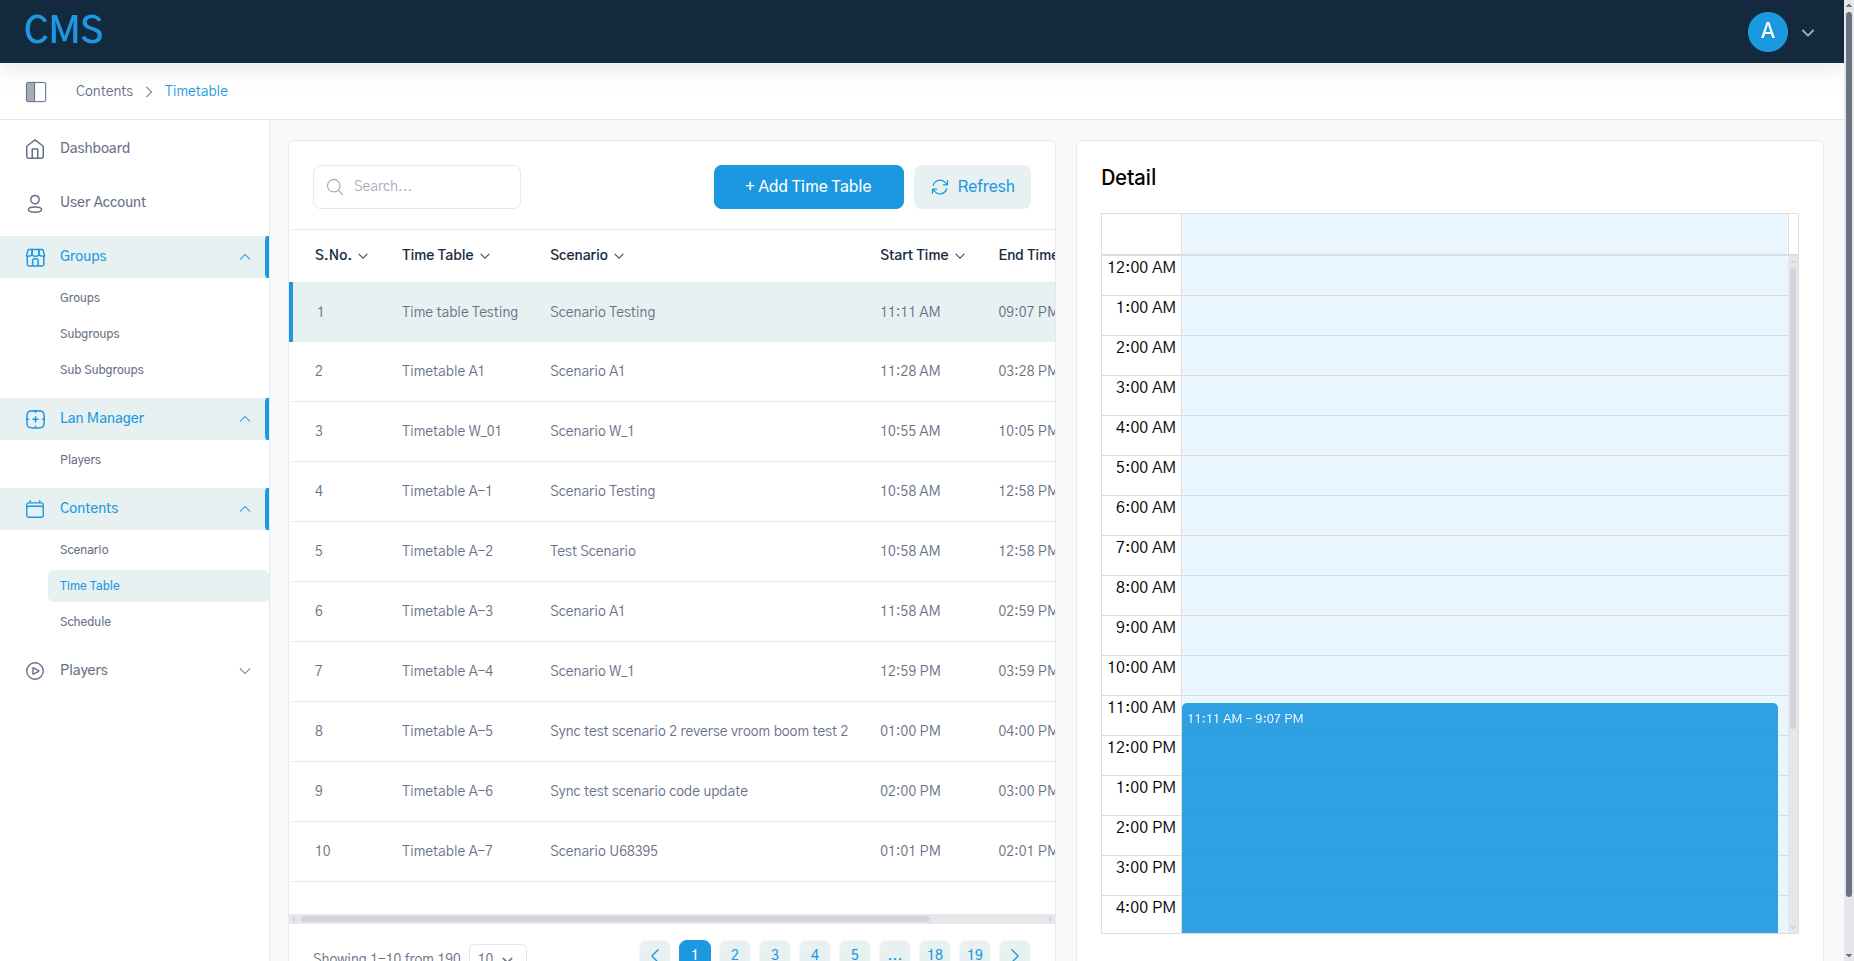 CMS
A
Contents > Timetable
Dashboard
User Account
Groups
Groups
Subgroups
Sub Subgroups
Lan Manager
Players
Contents
Scenario
Time Table
Schedule
Players
Search...
+ Add Time Table
Refresh
S.No. Time Table Scenario Start Time End Time
1 Time table Testing Scenario Testing 11:11 AM 09:07 PM
2 Timetable A1 Scenario A1 11:28 AM 03:28 PM
3 Timetable W_01 Scenario W_1 10:55 AM 10:05 PM
4 Timetable A-1 Scenario Testing 10:58 AM 12:58 PM
5 Timetable A-2 Test Scenario 10:58 AM 12:58 PM
6 Timetable A-3 Scenario A1 11:58 AM 02:59 PM
7 Timetable A-4 Scenario W_1 12:59 PM 03:59 PM
8 Timetable A-5 Sync test scenario 2 reverse vroom boom test 2 01:00 PM 04:00 PM
9 Timetable A-6 Sync test scenario code update 02:00 PM 03:00 PM
10 Timetable A-7 Scenario U68395 01:01 PM 02:01 PM
Showing 1-10 from 190 10
1 2 3 4 5 ... 18 19
Detail
12:00 AM
1:00 AM
2:00 AM
3:00 AM
4:00 AM
5:00 AM
6:00 AM
7:00 AM
8:00 AM
9:00 AM
10:00 AM
11:00 AM
11:11 AM - 9:07 PM
12:00 PM
1:00 PM
2:00 PM
3:00 PM
4:00 PM